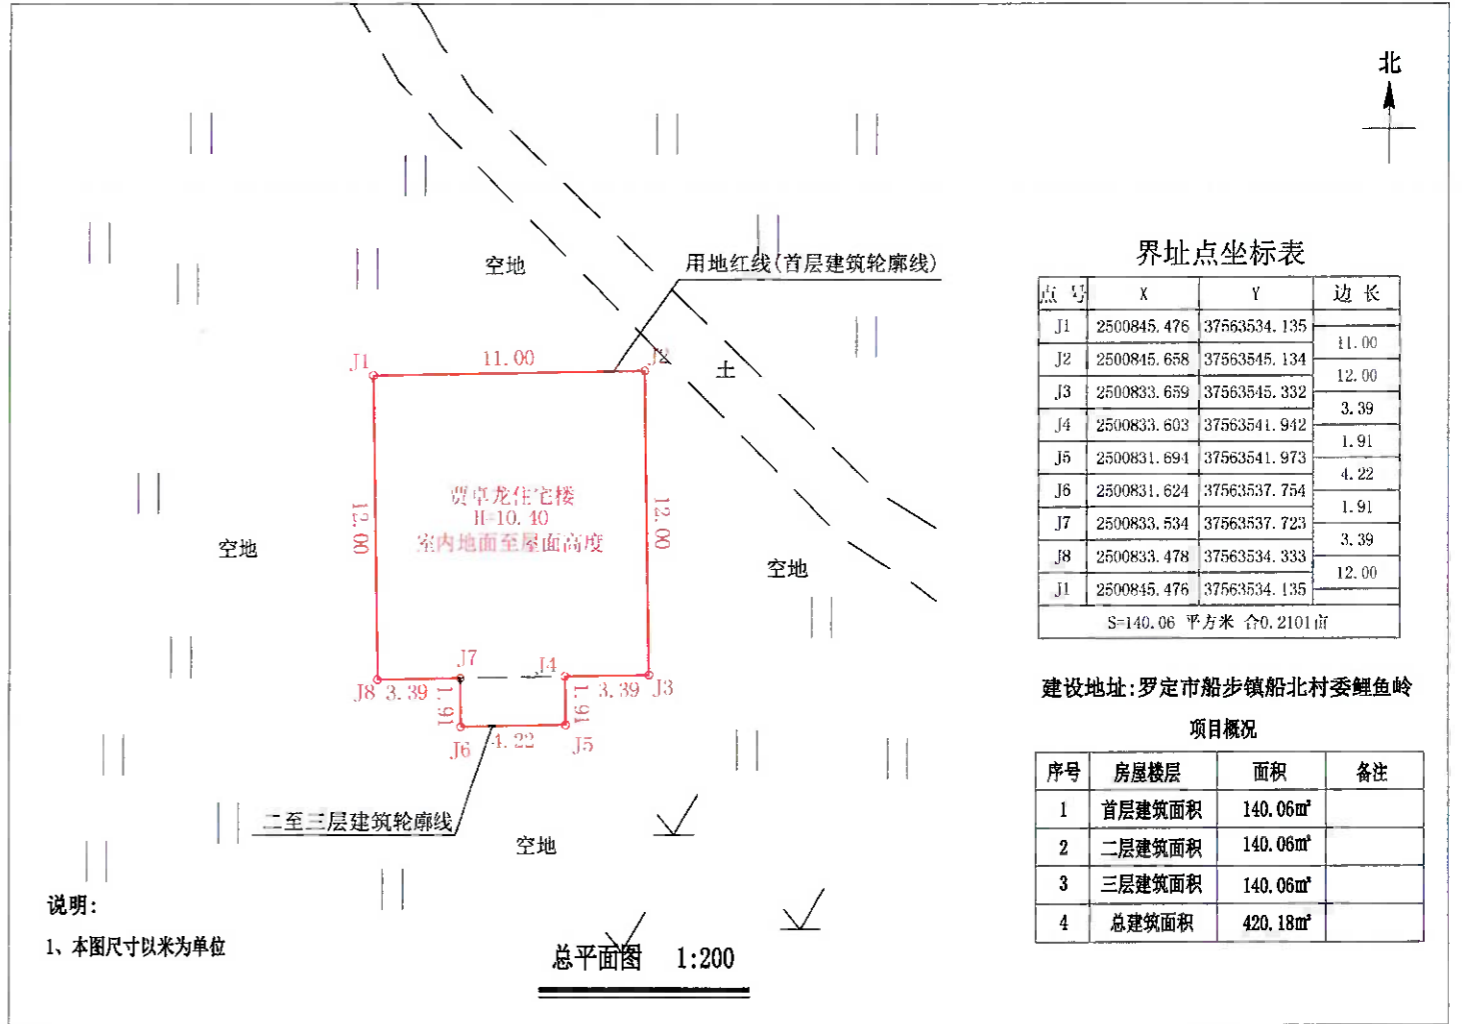 北
空地
用地红线(首层建筑轮廓线)
J1
11.00
J2
土
12.00
12.00
贾卓龙住宅楼
H=10.40
室内地面至屋面高度
空地
空地
J7
J4
J8
3.39
3.39
J3
1.91
1.91
J6
4.22
J5
二至三层建筑轮廓线
空地
说明:
1、本图尺寸以米为单位
总平面图 1:200
界址点坐标表
点 号 X Y 边 长
J1 2500845.476 37563534.135
11.00
J2 2500845.658 37563545.134
12.00
J3 2500833.659 37563545.332
3.39
J4 2500833.603 37563541.942
1.91
J5 2500831.694 37563541.973
4.22
J6 2500831.624 37563537.754
1.91
J7 2500833.534 37563537.723
3.39
J8 2500833.478 37563534.333
12.00
J1 2500845.476 37563534.135
S=140.06 平方米 合0.2101亩
建设地址:罗定市船步镇船北村委鲤鱼岭
项目概况
序号 房屋楼层 面积 备注
1 首层建筑面积 140.06㎡
2 二层建筑面积 140.06㎡
3 三层建筑面积 140.06㎡
4 总建筑面积 420.18㎡